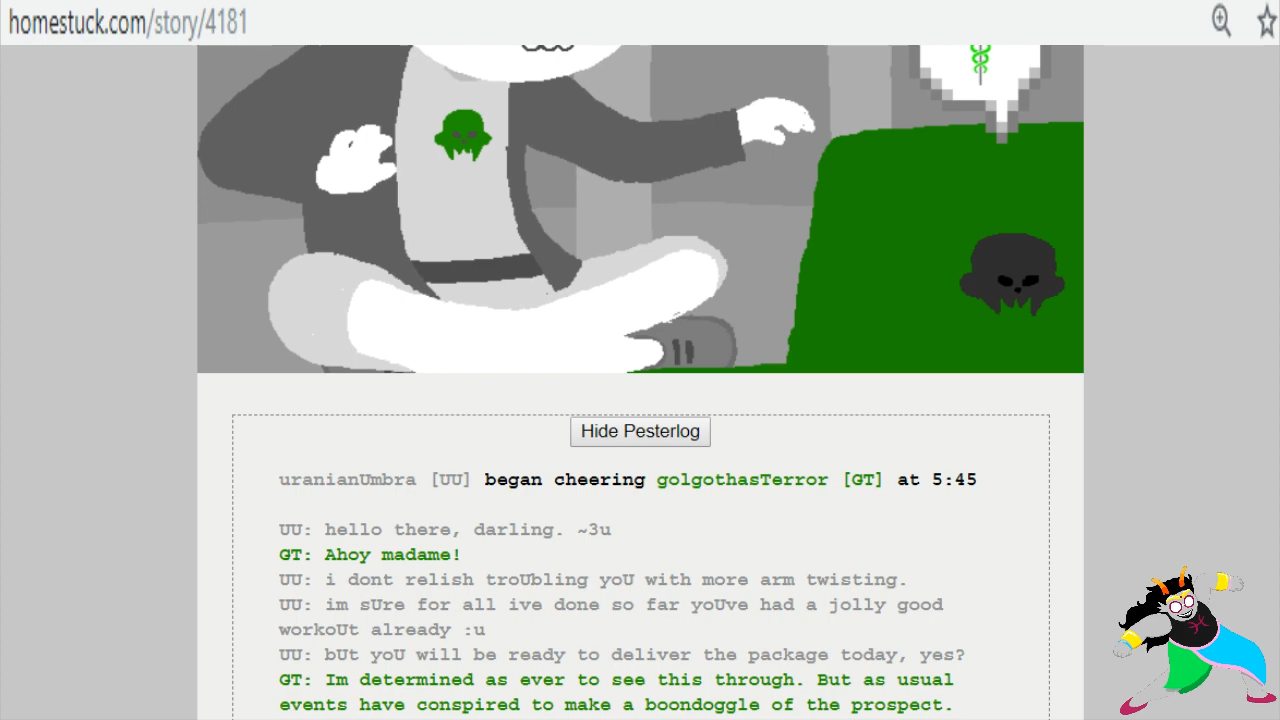 homestuck.com/story/4181
Hide Pesterlog
uranianUmbra [UU] began cheering golgothasTerror [GT] at 5:45
UU: hello there, darling. ~3u
GT: Ahoy madame!
UU: i dont relish troUbling yoU with more arm twisting.
UU: im sUre for all ive done so far yoUve had a jolly good
workoUt already :u
UU: bUt yoU will be ready to deliver the package today, yes?
GT: Im determined as ever to see this through. But as usual
events have conspired to make a boondoggle of the prospect.